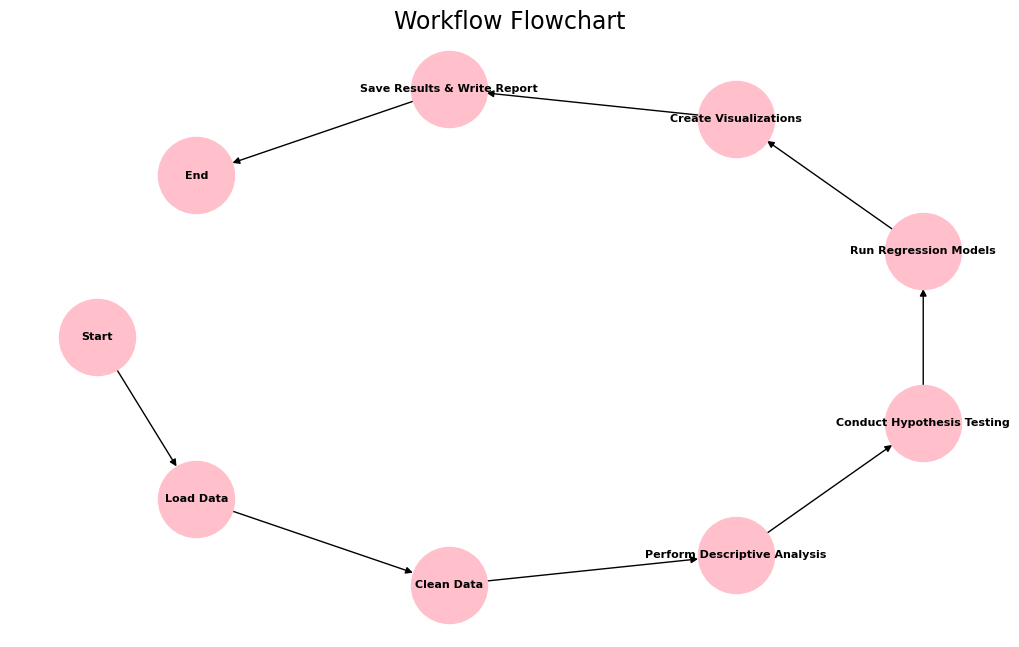 Workflow Flowchart
Save Results & Write Report
Create Visualizations
End
Run Regression Models
Start
Conduct Hypothesis Testing
Load Data
Perform Descriptive Analysis
Clean Data